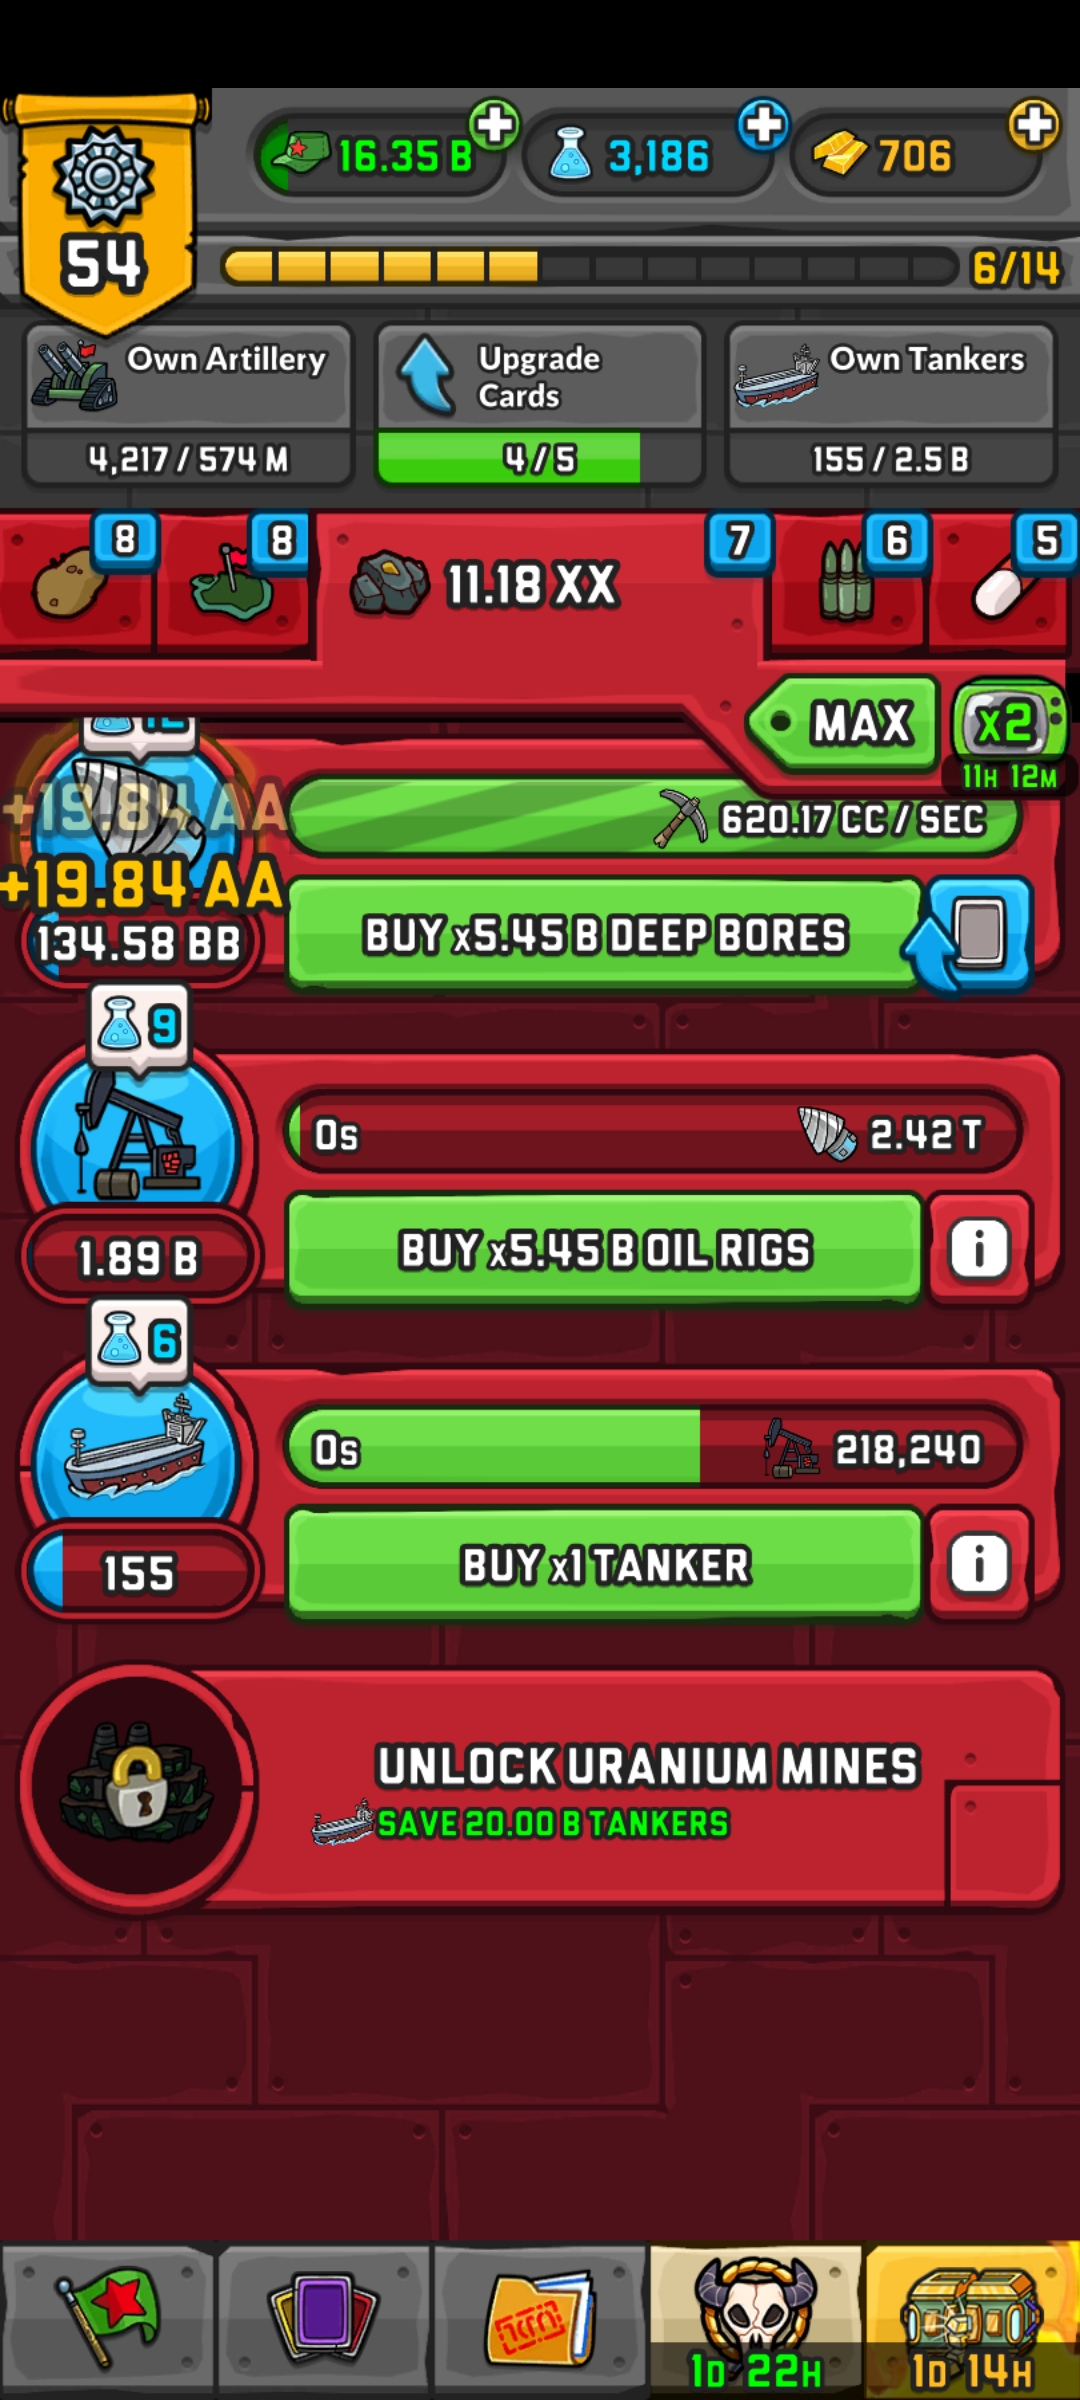 16.35 B
3,186
706
54
6/14
Own Artillery
4,217 / 574 M
Upgrade
Cards
4 / 5
Own Tankers
155 / 2.5 B
8
8
11.18 XX
7
6
5
MAX
x2
11H 12M
12
+19.84 AA
+19.84 AA
620.17 CC / SEC
134.58 BB
BUY x5.45 B DEEP BORES
9
0s
2.42 T
1.89 B
BUY x5.45 B OIL RIGS
i
6
0s
218,240
155
BUY x1 TANKER
i
UNLOCK URANIUM MINES
SAVE 20.00 B TANKERS
1D 22H
1D 14H